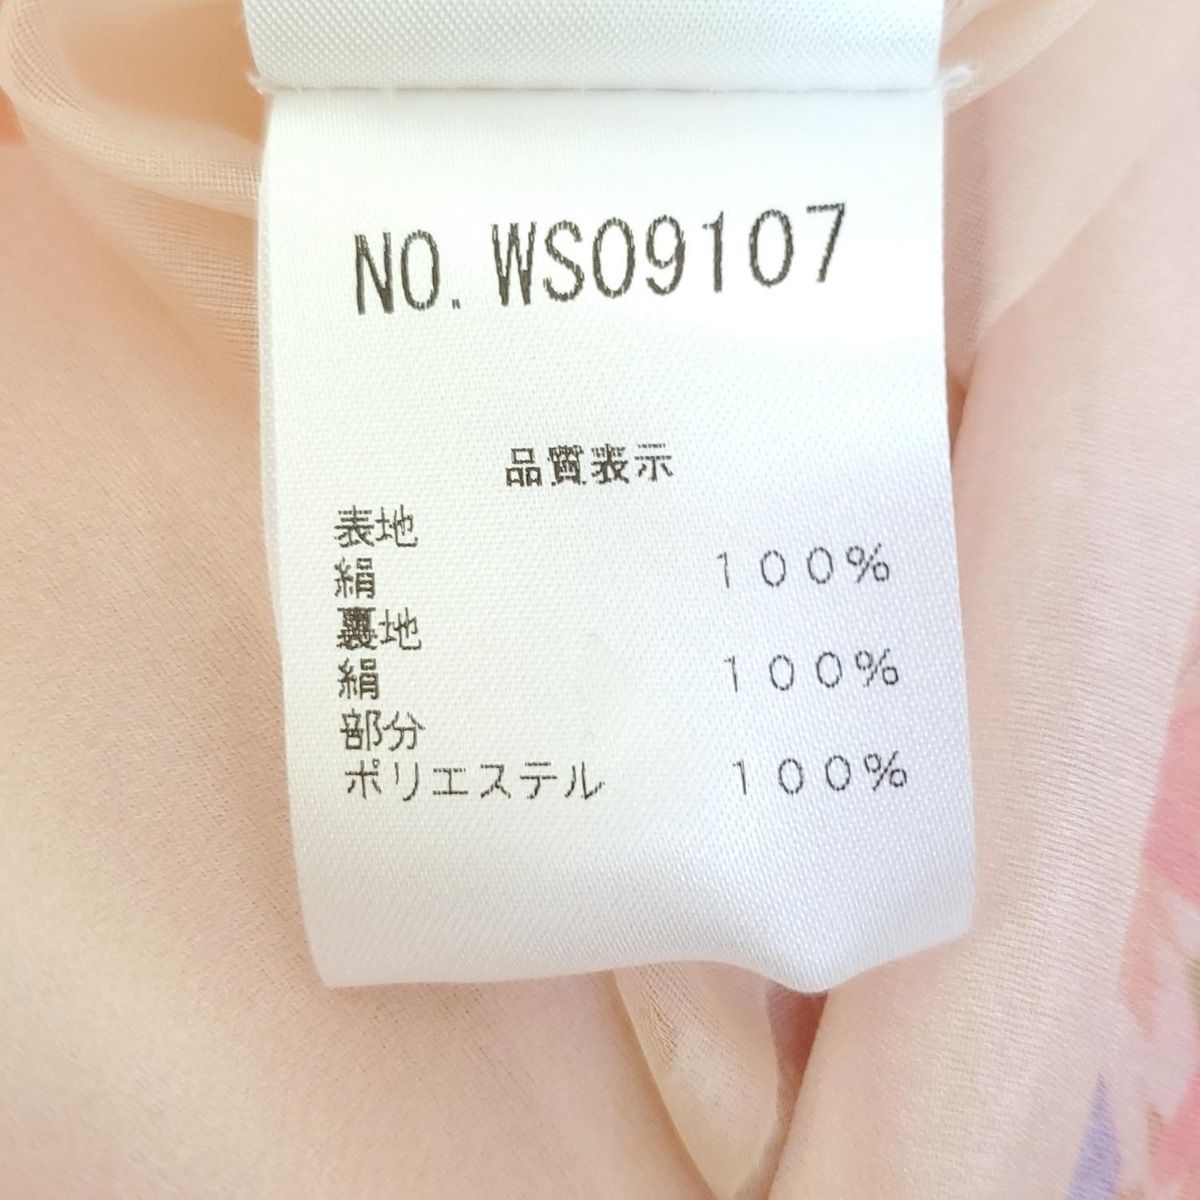 NO. WS09107
品質表示
表地
絹 100%
裏地
絹 100%
部分
ポリエステル 100%